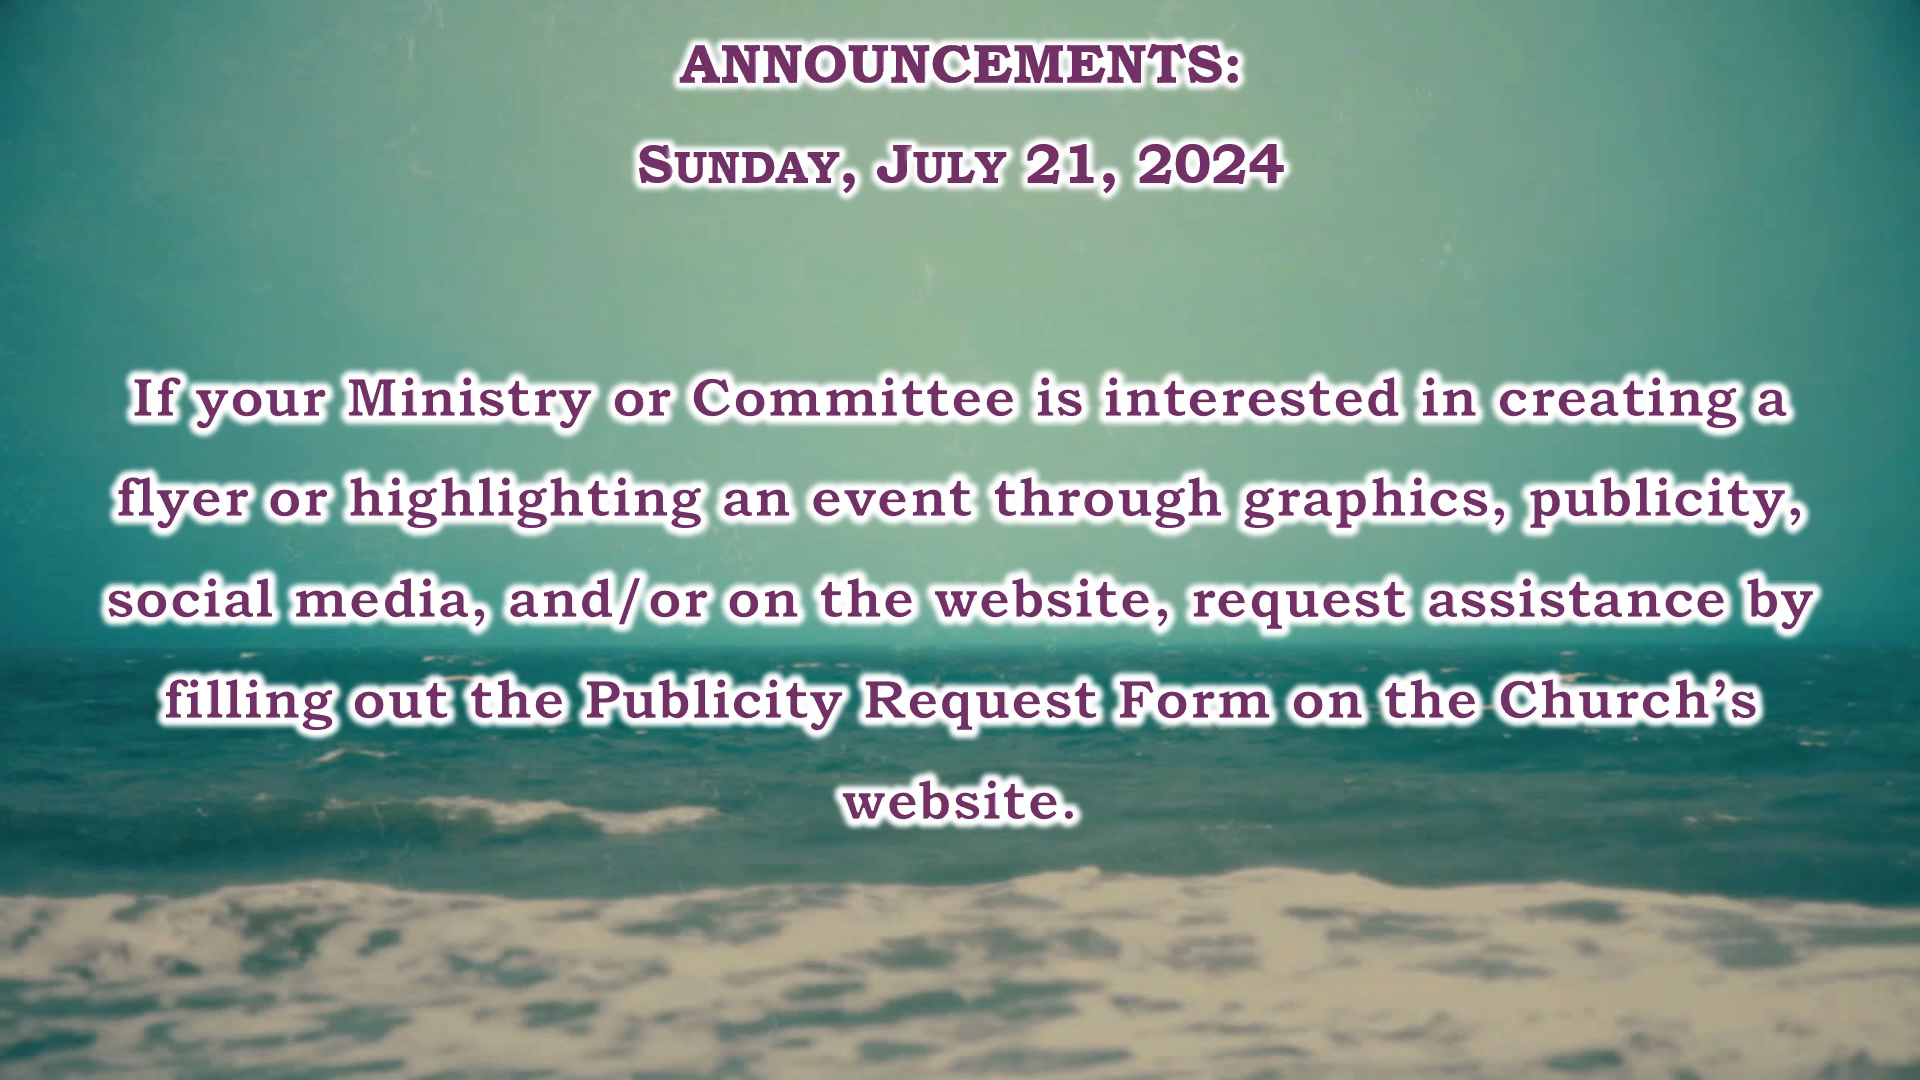 ANNOUNCEMENTS:
Sunday, July 21, 2024
If your Ministry or Committee is interested in creating a
flyer or highlighting an event through graphics, publicity,
social media, and/or on the website, request assistance by
filling out the Publicity Request Form on the Church’s
website.